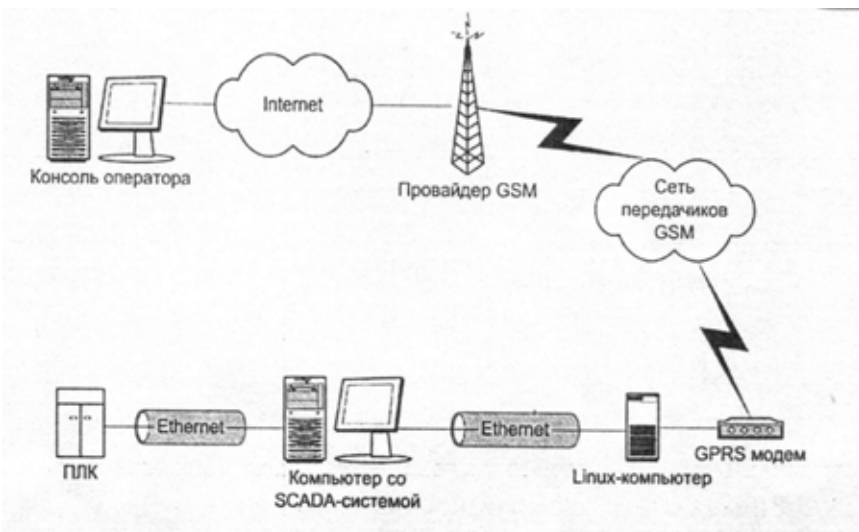 Internet
Консоль оператора
Провайдер GSM
Сеть
передачиков
GSM
Ethernet
Ethernet
ПЛК
Компьютер со
SCADA-системой
Linux-компьютер
GPRS модем